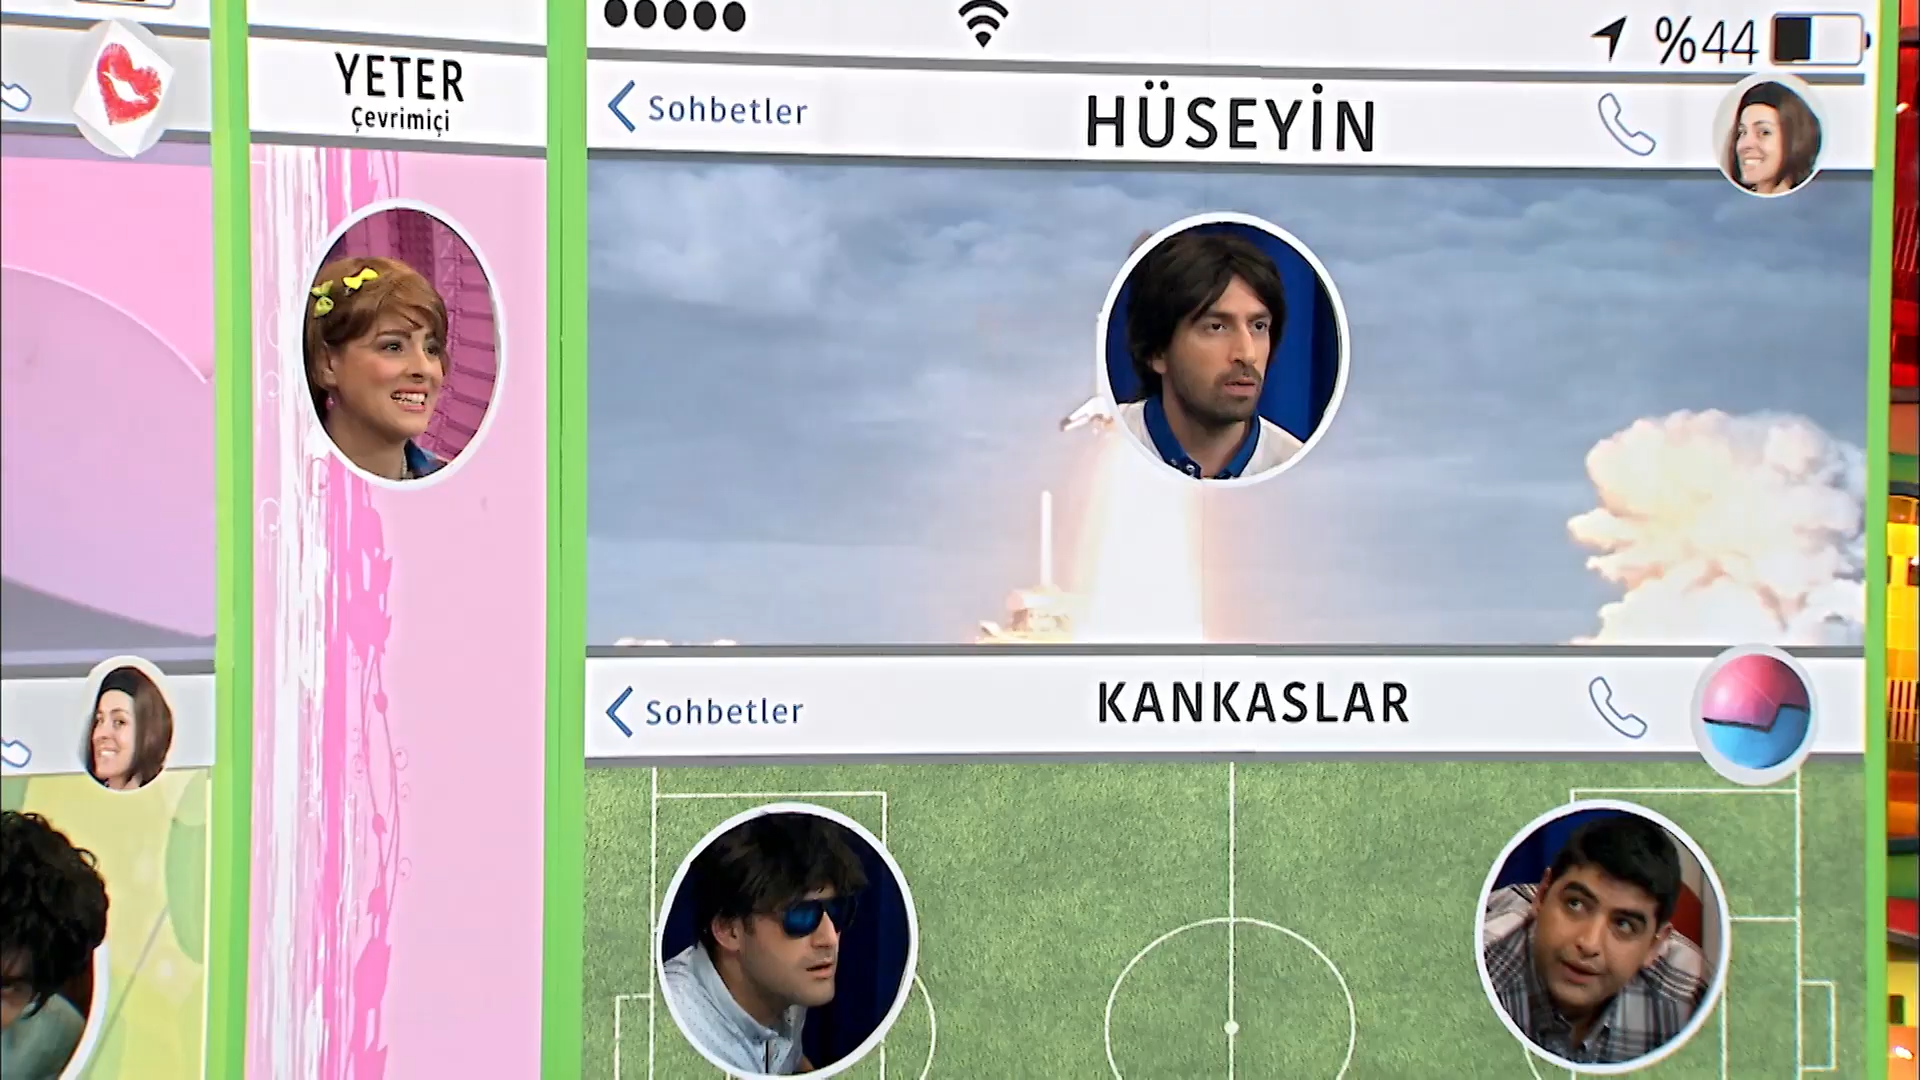 %44
YETER
Çevrimiçi
Sohbetler
HÜSEYİN
Sohbetler
KANKASLAR